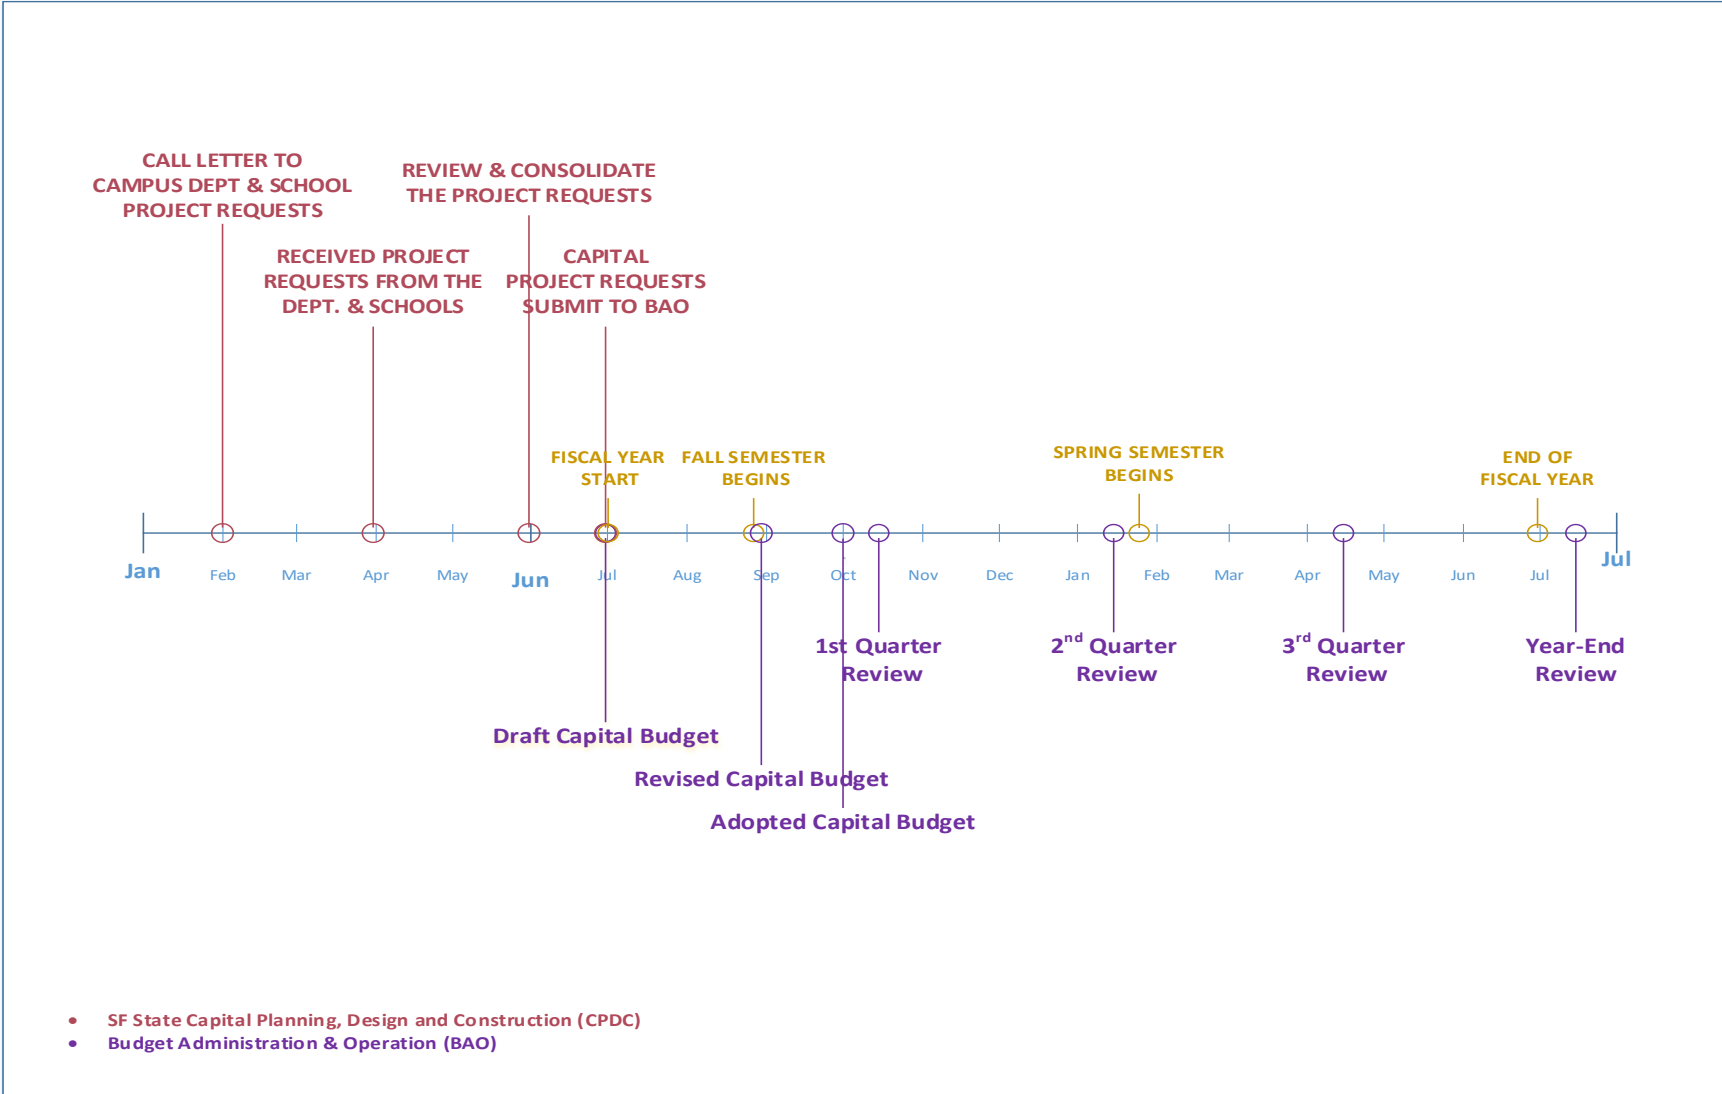 CALL LETTER TO
CAMPUS DEPT & SCHOOL
PROJECT REQUESTS
REVIEW & CONSOLIDATE
THE PROJECT REQUESTS
RECEIVED PROJECT
REQUESTS FROM THE
DEPT. & SCHOOLS
CAPITAL
PROJECT REQUESTS
SUBMIT TO BAO
FISCAL YEAR
START
FALL SEMESTER
BEGINS
SPRING SEMESTER
BEGINS
END OF
FISCAL YEAR
Jan
Feb
Mar
Apr
May
Jun
Jul
Aug
Sep
Oct
Nov
Dec
Jan
Feb
Mar
Apr
May
Jun
Jul
Jul
1st Quarter
Review
2nd Quarter
Review
3rd Quarter
Review
Year-End
Review
Draft Capital Budget
Revised Capital Budget
Adopted Capital Budget
• SF State Capital Planning, Design and Construction (CPDC)
• Budget Administration & Operation (BAO)